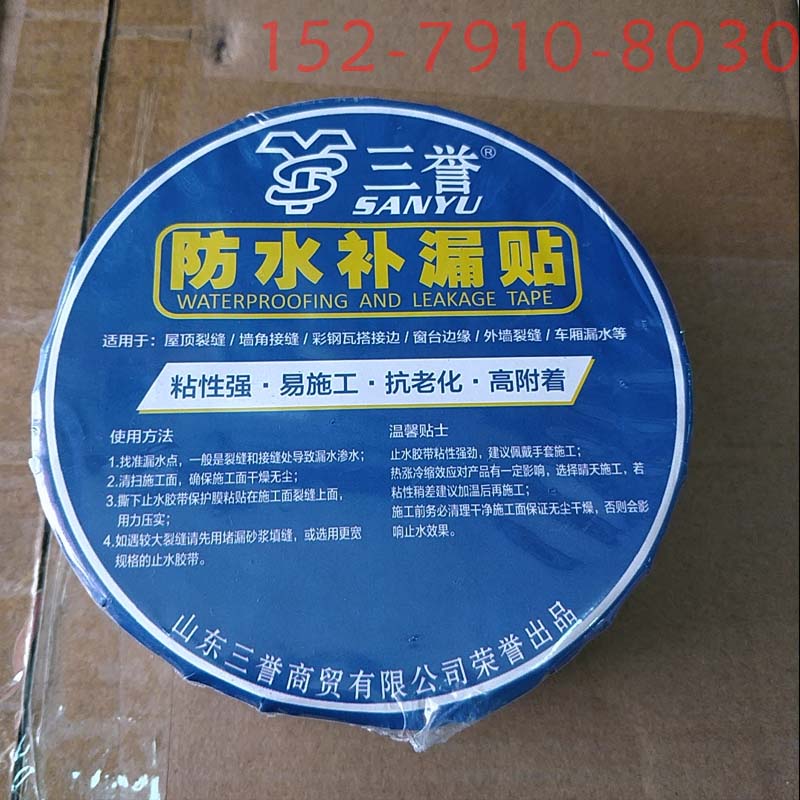 152-7910-8030
三誉®
SANYU
防水补漏贴
WATERPROOFING AND LEAKAGE TAPE
适用于：屋顶裂缝/墙角接缝/彩钢瓦搭接边/窗台边缘/外墙裂缝/车厢漏水等
粘性强·易施工·抗老化·高附着
使用方法
1.找准漏水点，一般是裂缝和接缝处导致漏水渗水；
2.清扫施工面，确保施工面干燥无尘；
3.撕下止水胶带保护膜粘贴在施工面裂缝上面，
用力压实；
4.如遇较大裂缝请先用堵漏砂浆填缝，或选用更宽
规格的止水胶带。
温馨贴士
止水胶带粘性强劲，建议佩戴手套施工；
热涨冷缩效应对产品有一定影响，选择晴天施工，若
粘性稍差建议加温后再施工；
施工前务必清理干净施工面保证无尘干燥，否则会影
响止水效果。
山东三誉商贸有限公司荣誉出品